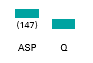 (147)
ASP Q